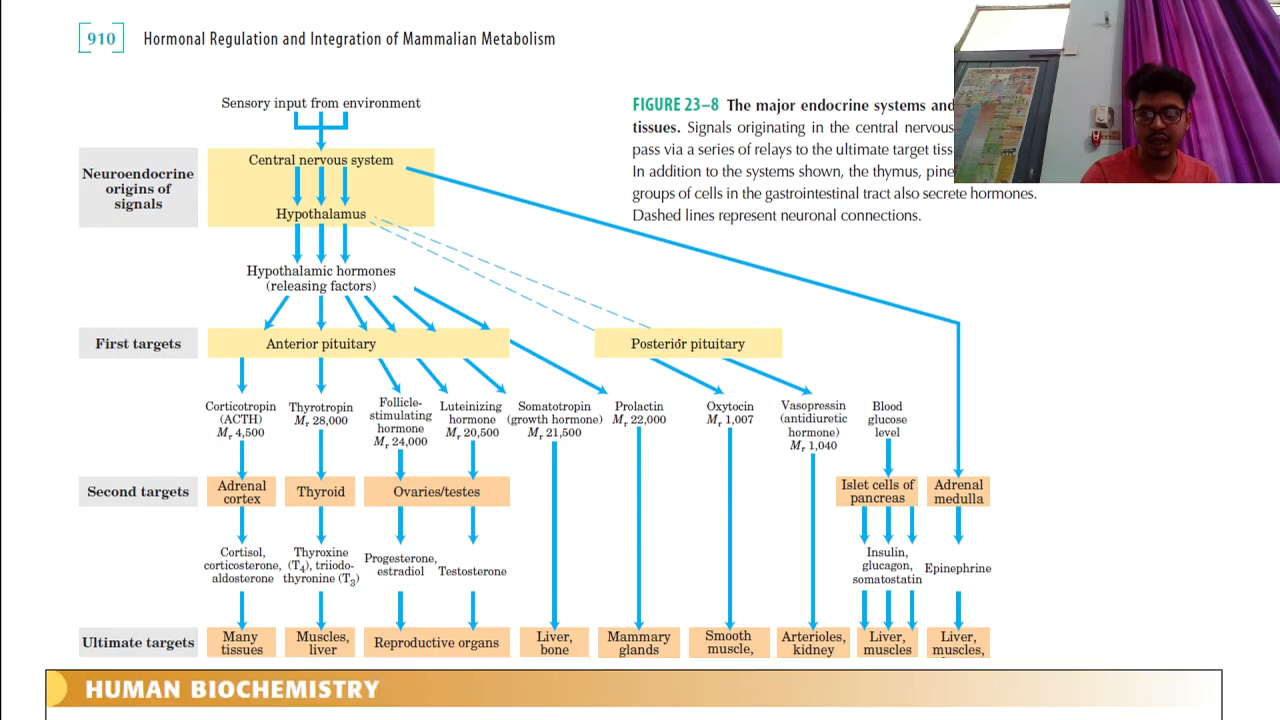 910 Hormonal Regulation and Integration of Mammalian Metabolism
FIGURE 23–8 The major endocrine systems and
tissues. Signals originating in the central nervous
pass via a series of relays to the ultimate target
In addition to the systems shown, the thymus,
groups of cells in the gastrointestinal tract also secrete hormones.
Dashed lines represent neuronal connections.
Sensory input from environment
Neuroendocrine
origins of
signals
Central nervous system
Hypothalamus
Hypothalamic hormones
(releasing factors)
First targets
Anterior pituitary
Posterior pituitary
Corticotropin
(ACTH)
Mr 4,500
Thyrotropin
Mr 28,000
Follicle-
stimulating
hormone
Mr 24,000
Luteinizing
hormone
Mr 20,500
Somatotropin
(growth hormone)
Mr 21,500
Prolactin
Mr 22,000
Oxytocin
Mr 1,007
Vasopressin
(antidiuretic
hormone)
Mr 1,040
Blood
glucose
level
Second targets
Adrenal
cortex
Thyroid
Ovaries/testes
Islet cells of
pancreas
Adrenal
medulla
Cortisol,
corticosterone,
aldosterone
Thyroxine
(T4), triiodo-
thyronine (T3)
Progesterone,
estradiol
Testosterone
Insulin,
glucagon,
somatostatin
Epinephrine
Ultimate targets
Many
tissues
Muscles,
liver
Reproductive organs
Liver,
bone
Mammary
glands
Smooth
muscle,
Arterioles,
kidney
Liver,
muscles
Liver,
muscles,
HUMAN BIOCHEMISTRY